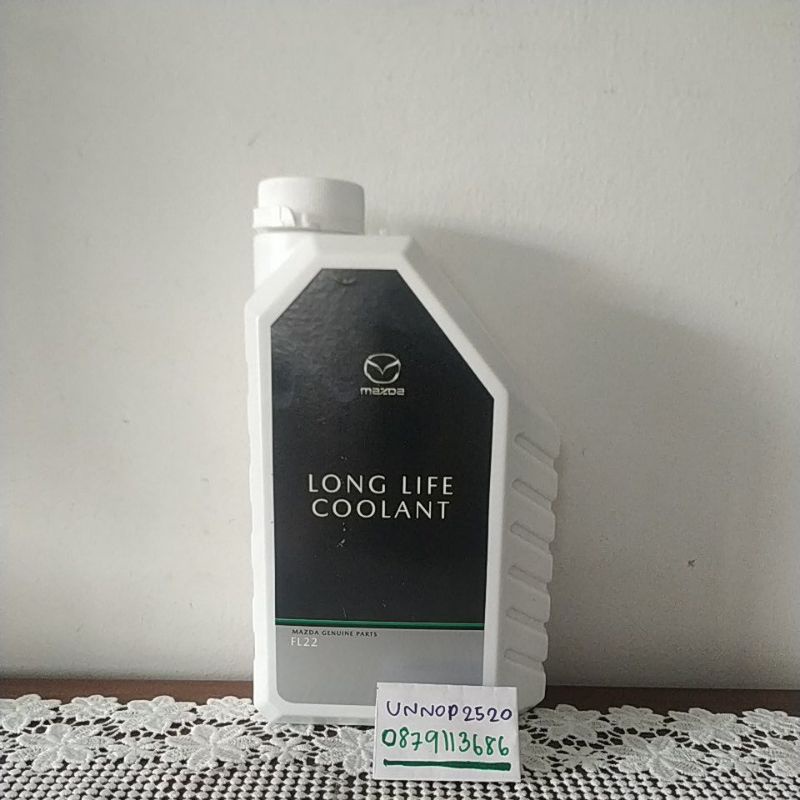 mazda
LONG LIFE
COOLANT
MAZDA GENUINE PARTS
FL22
UNNOP2520
0879113686